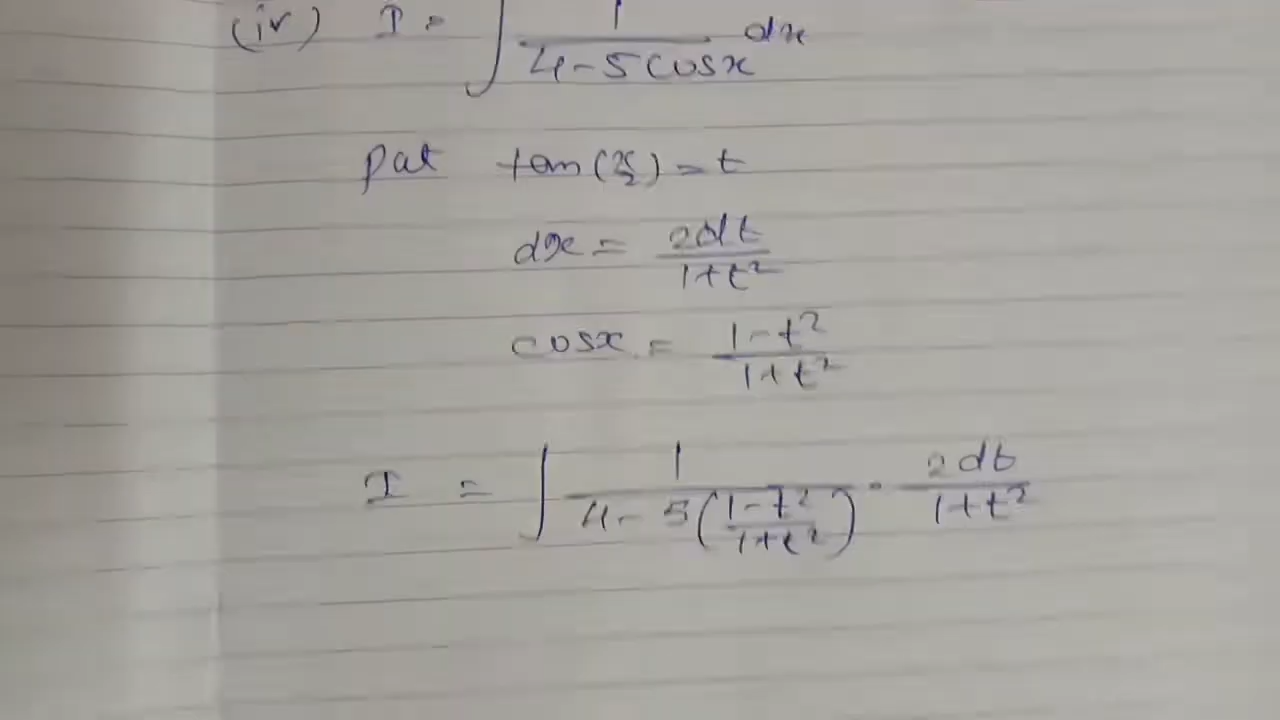 (iv) I = ∫ 1/(4-5cosx) dx
put tan(x/2) = t
dx = 2dt/(1+t²)
cosx = (1-t²)/(1+t²)
I = ∫ 1/(4-5((1-t²)/(1+t²))) · 2dt/(1+t²)